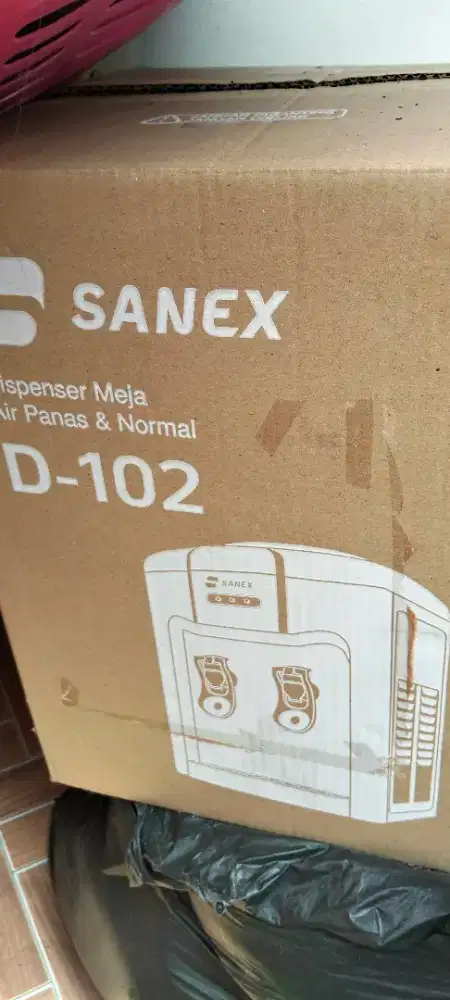 SANEX
ispenser Meja
Air Panas & Normal
D-102
SANEX